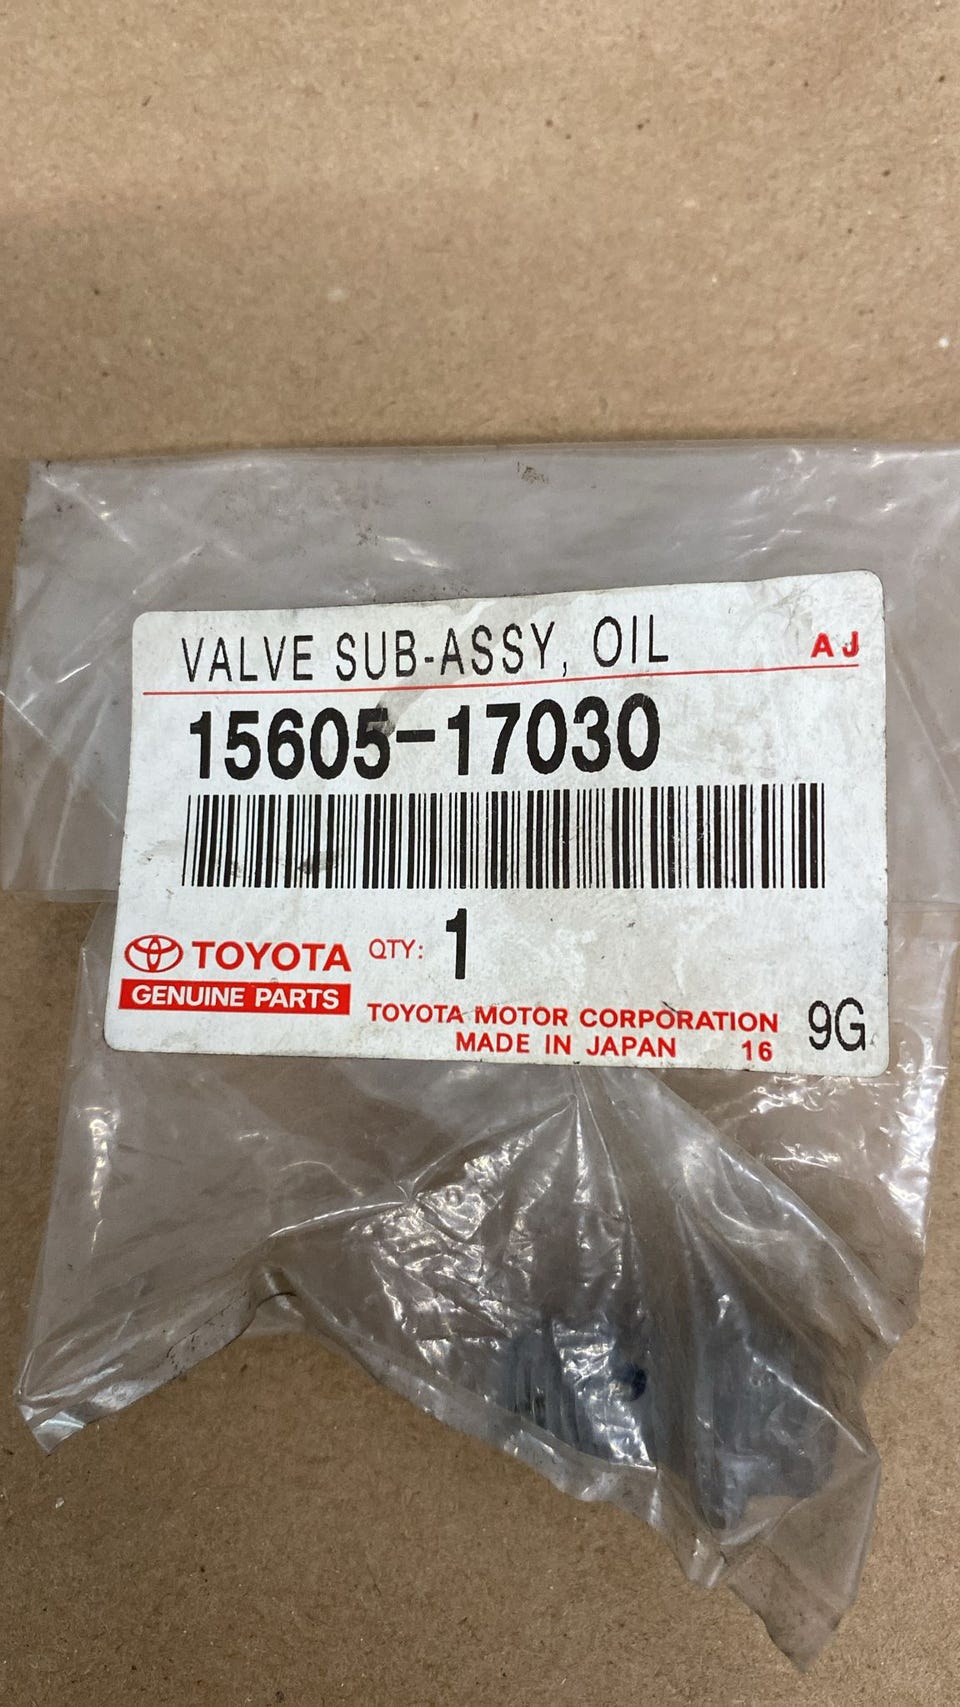 VALVE SUB-ASSY, OIL AJ
15605-17030
TOYOTA QTY: 1
GENUINE PARTS
TOYOTA MOTOR CORPORATION 9G
MADE IN JAPAN 16